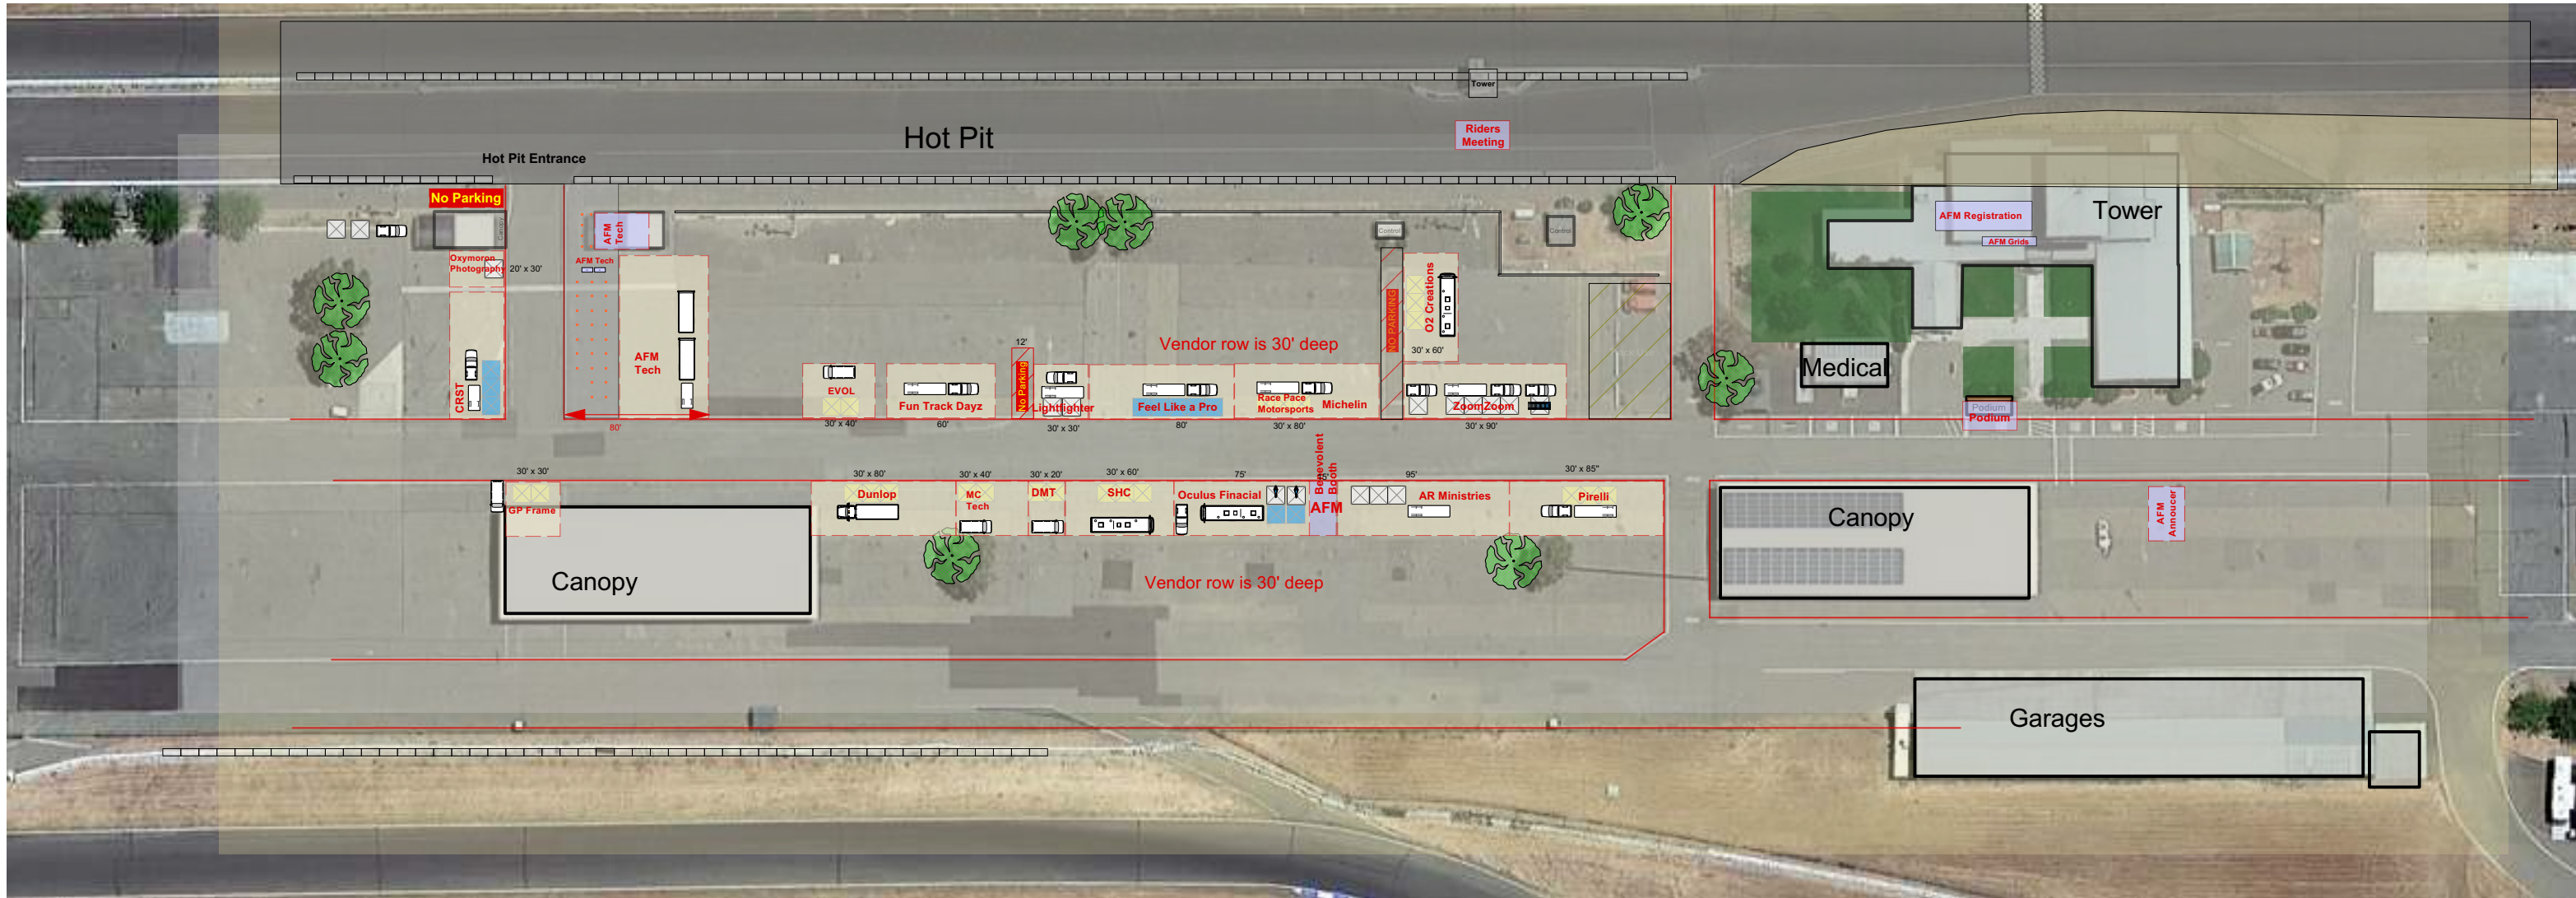 Tower
Riders
Meeting
Hot Pit
Hot Pit Entrance
No Parking
Canopy
AFM
Tech
Control
Control
AFM Registration
Tower
AFM Grids
Oxymoron
Photography
20' x 30'
AFM Tech
O2 Creations
NO PARKING
12'
Vendor row is 30' deep
30' x 60'
AFM
Tech
Medical
CRST
EVOL
Fun Track Dayz
No Parking
Lightfighter
Feel Like a Pro
Race Pace
Motorsports
Michelin
ZoomZoom
Podium
Podium
80'
30' x 40'
60'
30' x 30'
80'
30' x 80'
30' x 90'
30' x 30'
30' x 80'
30' x 40'
30' x 20'
30' x 60'
75'
Benevolent
Booth
95'
30' x 85"
GP Frame
Dunlop
MC
Tech
DMT
SHC
Oculus Finacial
AFM
AR Ministries
Pirelli
Canopy
AFM
Annoucer
Canopy
Vendor row is 30' deep
Garages